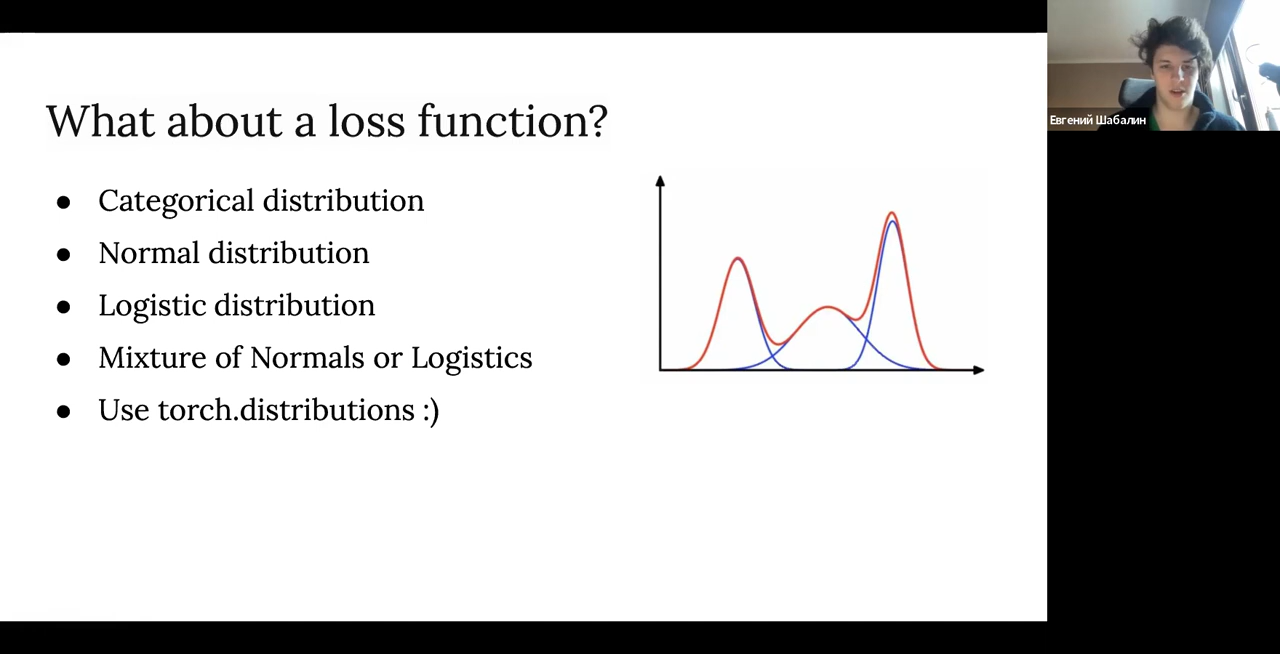 What about a loss function?
● Categorical distribution
● Normal distribution
● Logistic distribution
● Mixture of Normals or Logistics
● Use torch.distributions :)
Евгений Шабалин